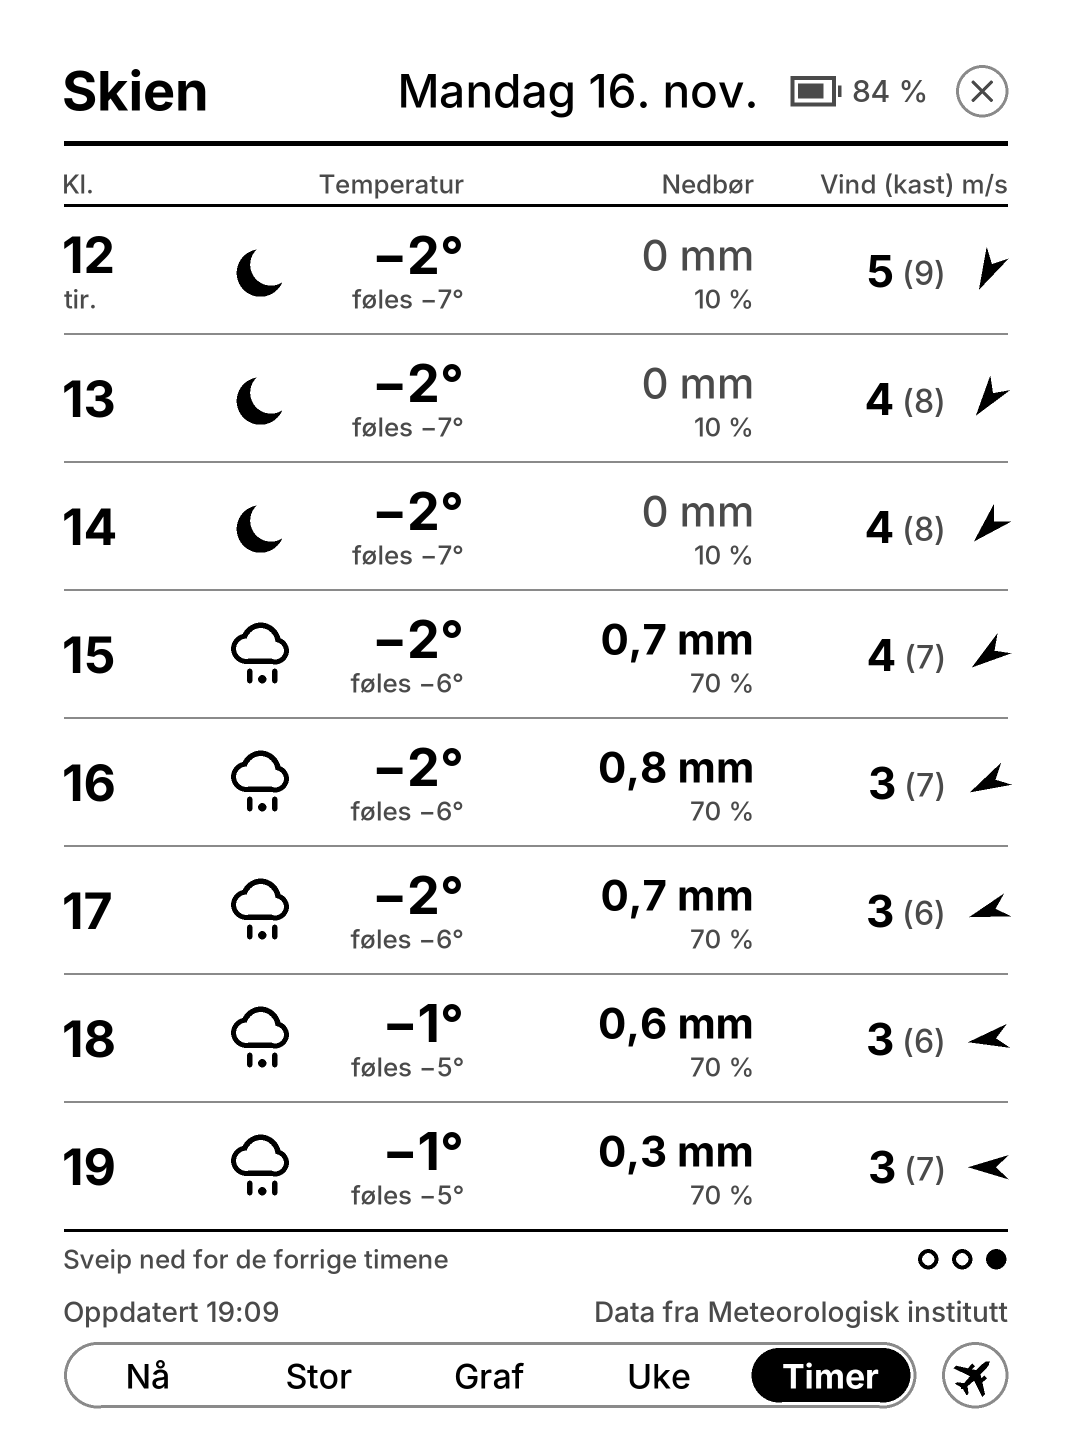 Skien Mandag 16. nov. 84 %
Kl. Temperatur Nedbør Vind (kast) m/s
12 −2° 0 mm 5 (9)
tir. føles −7° 10 %
13 −2° 0 mm 4 (8)
føles −7° 10 %
14 −2° 0 mm 4 (8)
føles −7° 10 %
15 −2° 0,7 mm 4 (7)
føles −6° 70 %
16 −2° 0,8 mm 3 (7)
føles −6° 70 %
17 −2° 0,7 mm 3 (6)
føles −6° 70 %
18 −1° 0,6 mm 3 (6)
føles −5° 70 %
19 −1° 0,3 mm 3 (7)
føles −5° 70 %
Sveip ned for de forrige timene
Oppdatert 19:09 Data fra Meteorologisk institutt
Nå Stor Graf Uke Timer